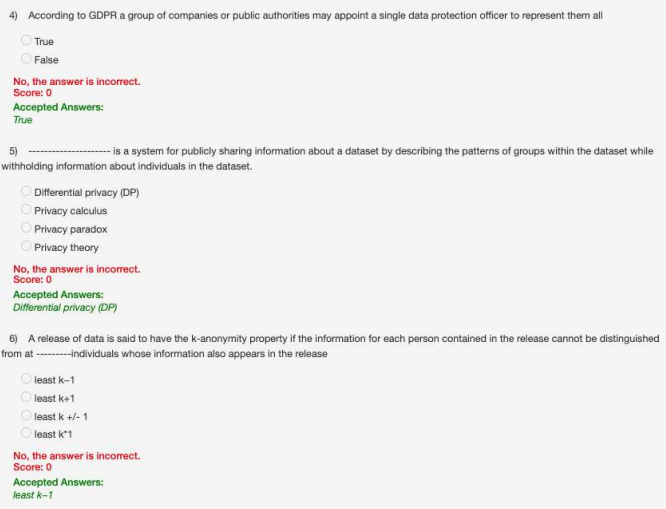 4) According to GDPR a group of companies or public authorities may appoint a single data protection officer to represent them all
True
False
No, the answer is incorrect.
Score: 0
Accepted Answers:
True
5) --------------------- is a system for publicly sharing information about a dataset by describing the patterns of groups within the dataset while
withholding information about individuals in the dataset.
Differential privacy (DP)
Privacy calculus
Privacy paradox
Privacy theory
No, the answer is incorrect.
Score: 0
Accepted Answers:
Differential privacy (DP)
6) A release of data is said to have the k-anonymity property if the information for each person contained in the release cannot be distinguished
from at ---------individuals whose information also appears in the release
least k–1
least k+1
least k +/- 1
least k*1
No, the answer is incorrect.
Score: 0
Accepted Answers:
least k–1